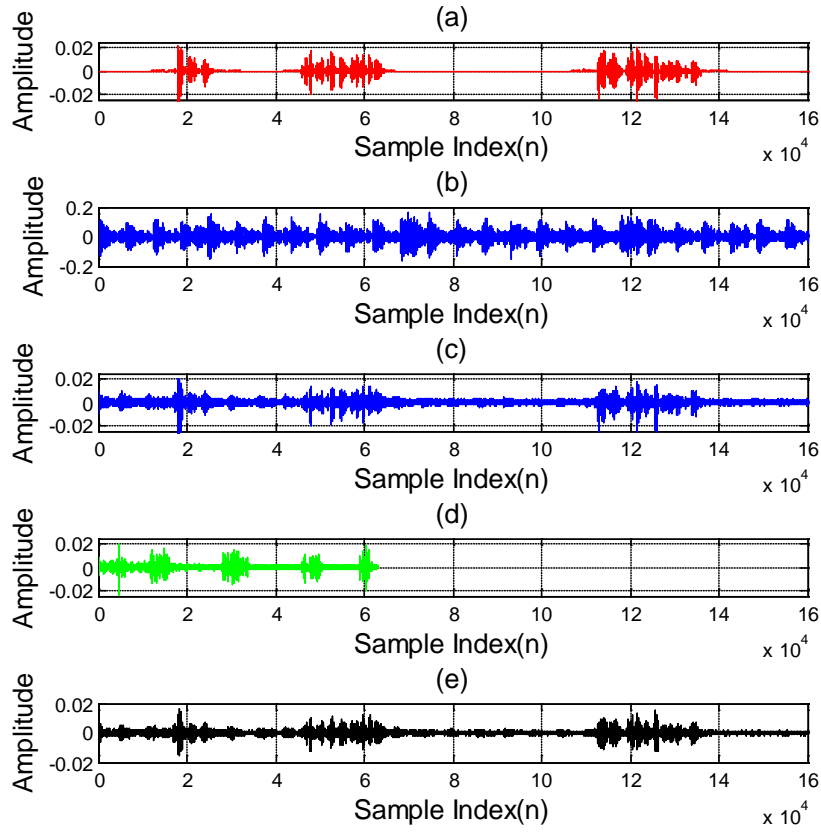 (a)
Amplitude
0.02
0
-0.02
0 2 4 6 8 10 12 14 16
Sample Index(n)
x 10^4
(b)
Amplitude
0.2
0
-0.2
0 2 4 6 8 10 12 14 16
Sample Index(n)
x 10^4
(c)
Amplitude
0.02
0
-0.02
0 2 4 6 8 10 12 14 16
Sample Index(n)
x 10^4
(d)
Amplitude
0.02
0
-0.02
0 2 4 6 8 10 12 14 16
Sample Index(n)
x 10^4
(e)
Amplitude
0.02
0
-0.02
0 2 4 6 8 10 12 14 16
Sample Index(n)
x 10^4